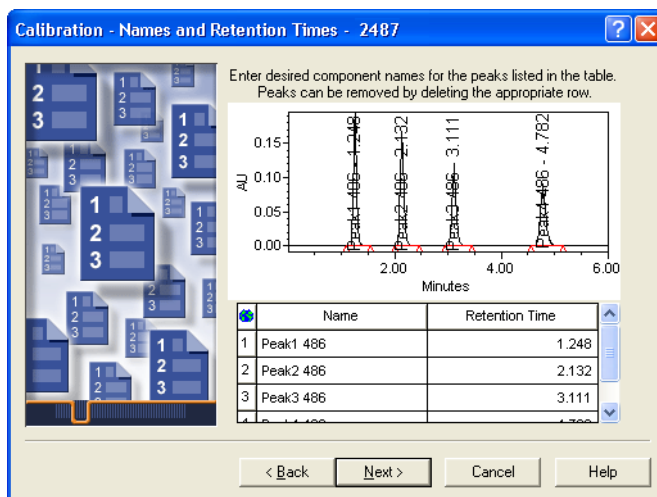 Calibration - Names and Retention Times - 2487
Enter desired component names for the peaks listed in the table.
Peaks can be removed by deleting the appropriate row.
1
2
3
AU
0.15
0.10
0.05
0.00
Peak1 486 - 1.248
Peak2 486 - 2.132
Peak3 486 - 3.111
Peak4 486 - 4.782
2.00 4.00 6.00
Minutes
Name Retention Time
1 Peak1 486 1.248
2 Peak2 486 2.132
3 Peak3 486 3.111
< Back Next > Cancel Help